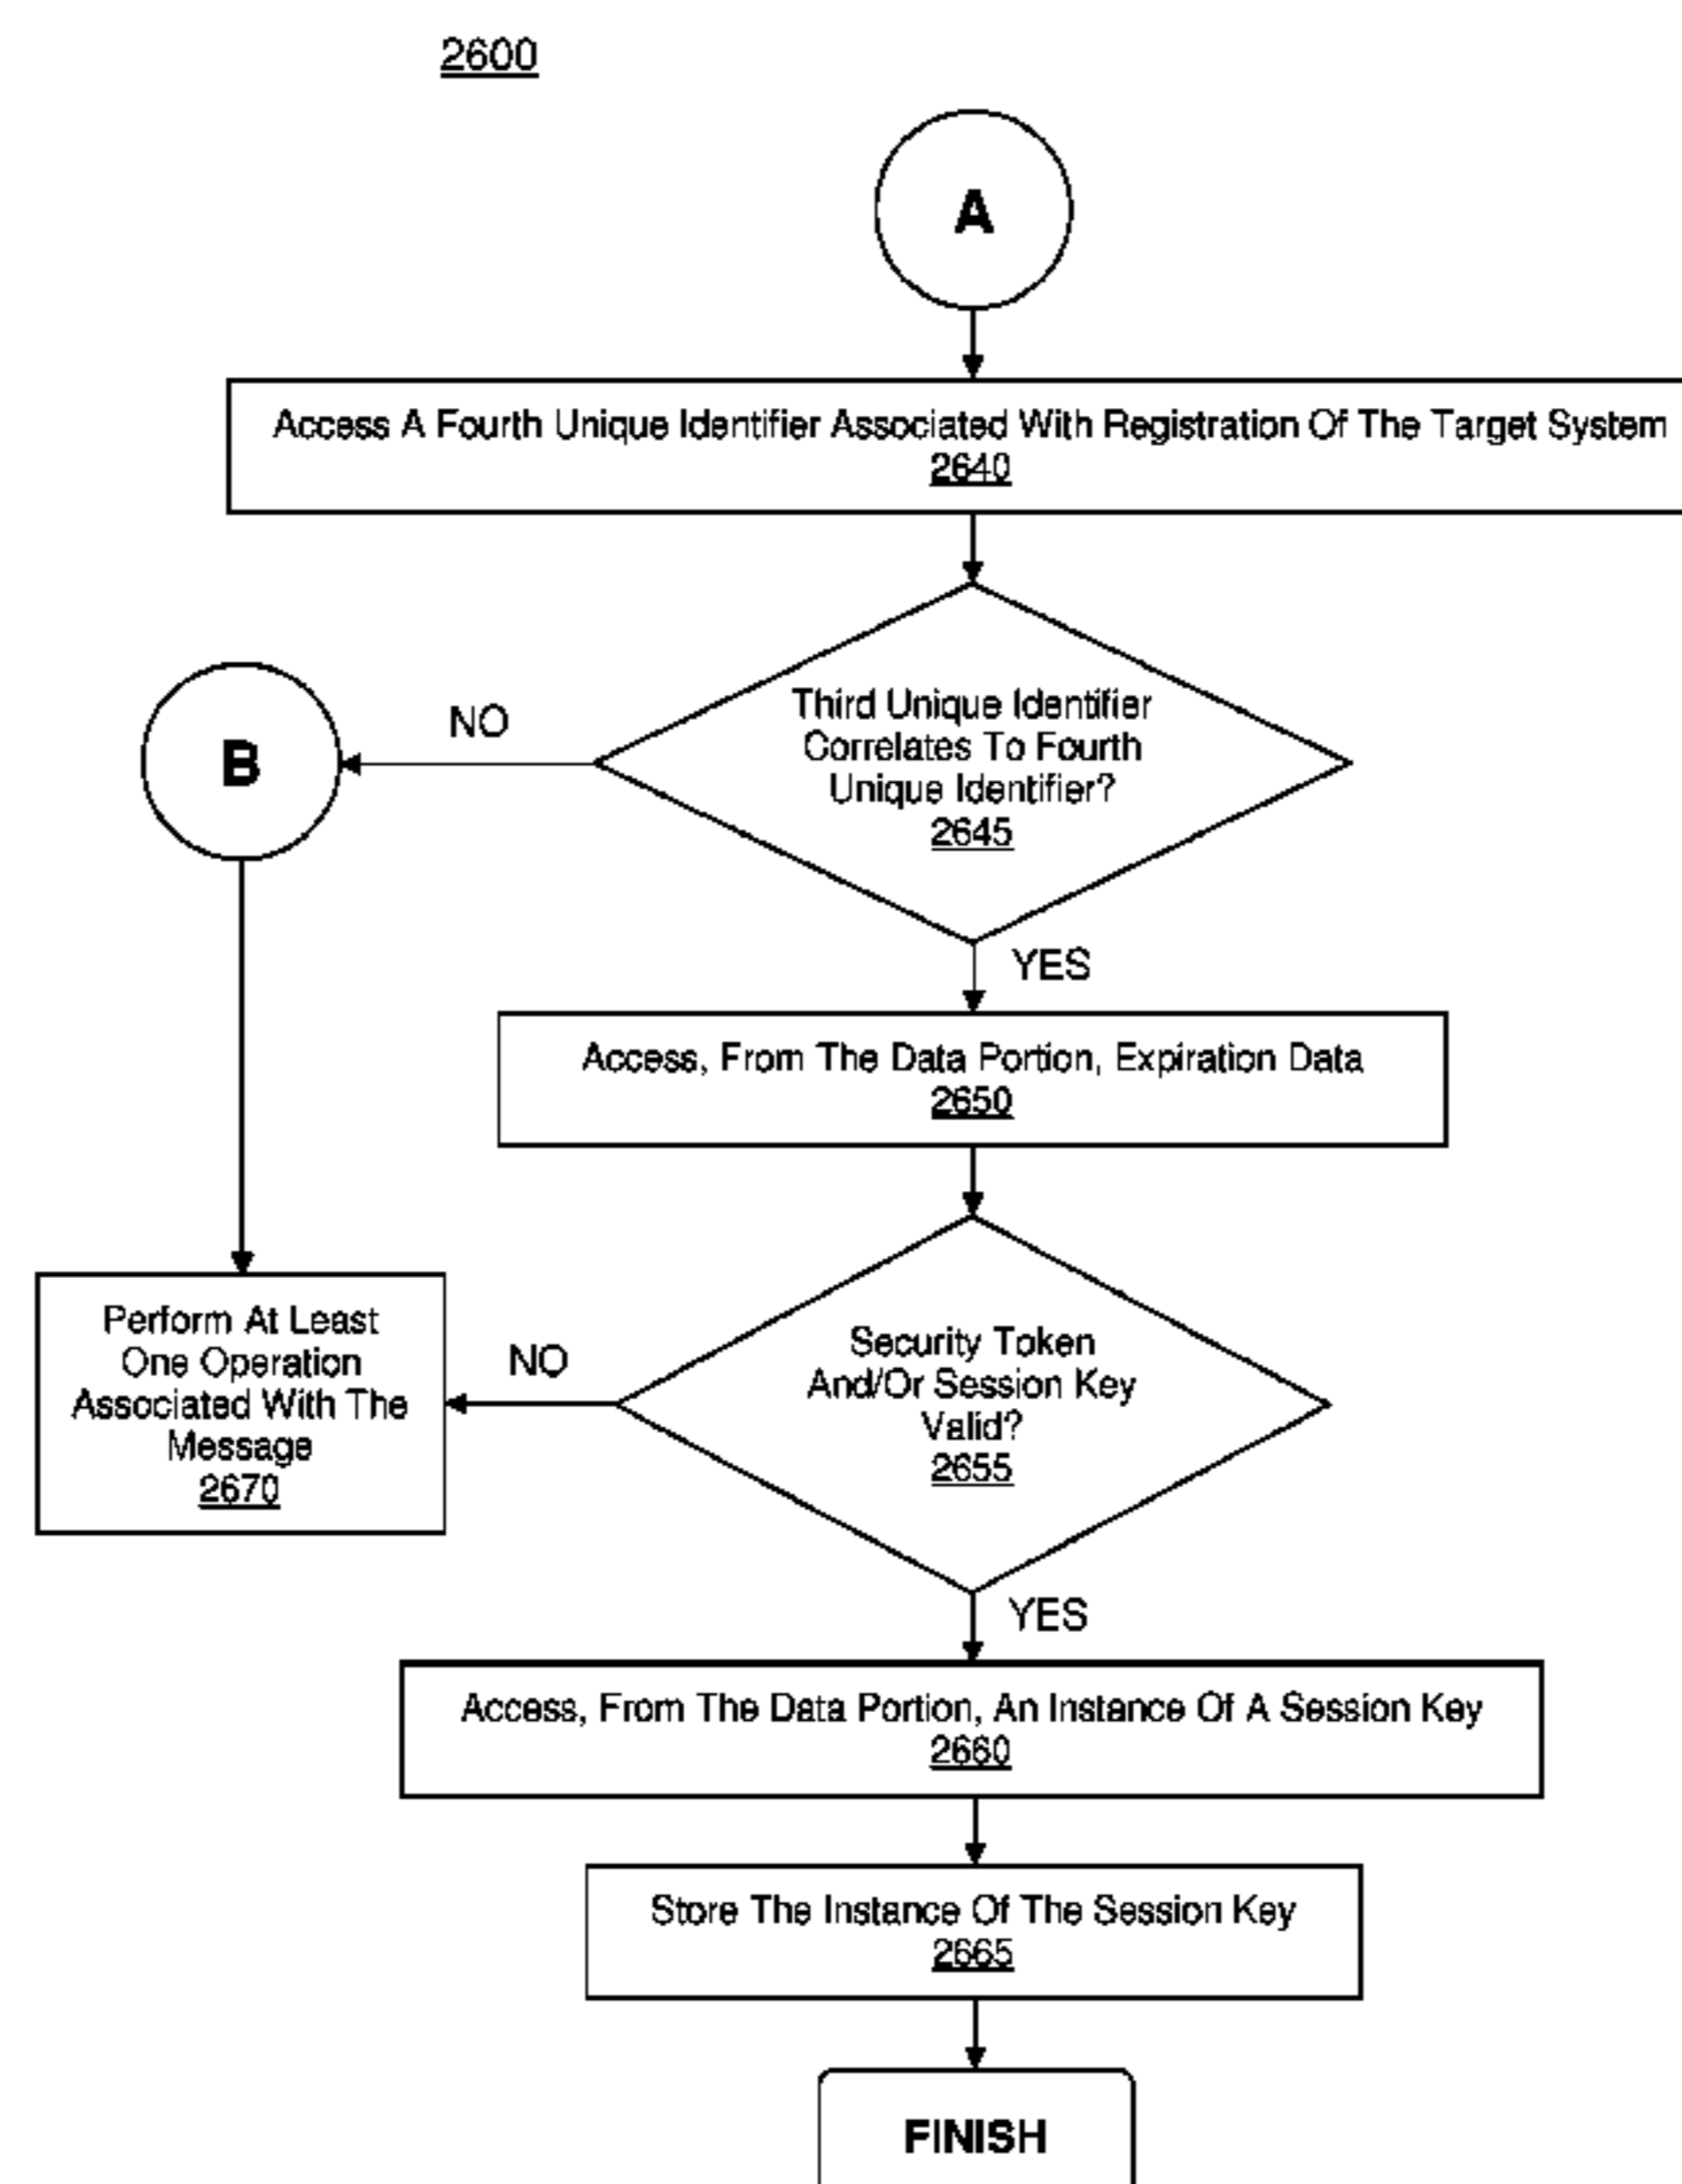 2600
A
Access A Fourth Unique Identifier Associated With Registration Of The Target System
2640
Third Unique Identifier
Correlates To Fourth
Unique Identifier?
2645
NO
B
YES
Access, From The Data Portion, Expiration Data
2650
Security Token
And/Or Session Key
Valid?
2655
NO
Perform At Least
One Operation
Associated With The
Message
2670
YES
Access, From The Data Portion, An Instance Of A Session Key
2660
Store The Instance Of The Session Key
2665
FINISH